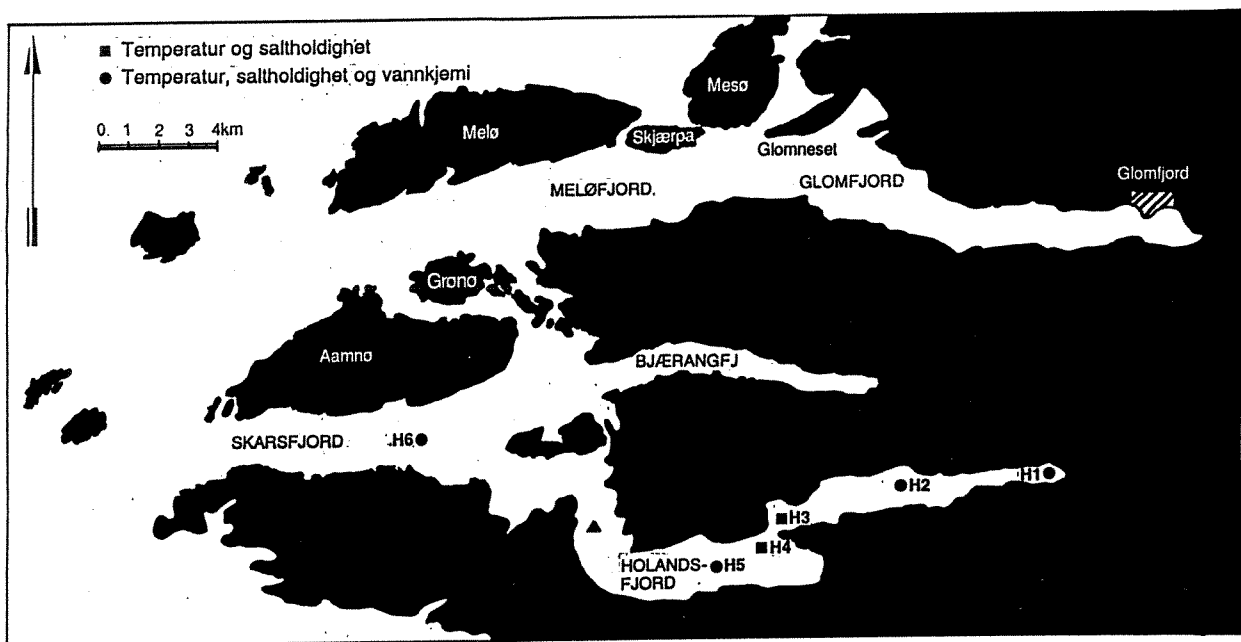 Temperatur og saltholdighet
Temperatur, saltholdighet og vannkjemi
0. 1 2 3 4km
Mesø
Melø
Skjærpa
Glomneset
MELØFJORD.
GLOMFJORD
Glomfjord
Grønø
Aamnø
BJÆRANGFJ
SKARSFJORD.
H6
H1
H2
H3
H4
HOLANDS-
FJORD
H5